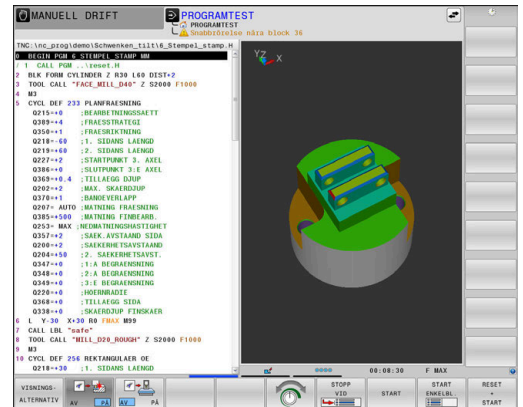 MANUELL DRIFT
PROGRAMTEST
PROGRAMTEST
Snabbrörelse nära block 36
TNC:\nc_prog\demo\Schwenken_tilt\6_Stempel_stamp.H
0 BEGIN PGM 6_STEMPEL_STAMP MM
/ 1 CALL PGM ..\reset.H
2 BLK FORM CYLINDER Z R30 L60 DIST+2
3 TOOL CALL "FACE_MILL_D40" Z S2000 F1000
4 M3
5 CYCL DEF 233 PLANFRAESNING
Q215=+0 ;BEARBETNINGSSAETT
Q389=+4 ;FRAESSTRATEGI
Q350=+1 ;FRAESRIKTNING
Q218=-60 ;1. SIDANS LAENGD
Q219=+60 ;2. SIDANS LAENGD
Q227=+2 ;STARTPUNKT 3. AXEL
Q386=+0 ;SLUTPUNKT 3:E AXEL
Q369=+0.4 ;TILLAEGG DJUP
Q202=+2 ;MAX. SKAERDJUP
Q370=+1 ;BANOEVERLAPP
Q207= AUTO ;MATNING FRAESNING
Q385=+500 ;MATNING FINBEARB.
Q253= MAX ;NEDMATNINGSHASTIGHET
Q357=+2 ;SAEK.AVSTAAND SIDA
Q200=+2 ;SAEKERHETSAVSTAAND
Q204=+50 ;2. SAEKERHETSAVST.
Q347=+0 ;1:A BEGRAENSNING
Q348=+0 ;2:A BEGRAENSNING
Q349=+0 ;3:E BEGRAENSNING
Q220=+0 ;HOERNRADIE
Q368=+0 ;TILLAEGG SIDA
Q338=+0 ;SKAERDJUP FINSKAER
6 L Y-30 X+30 R0 FMAX M99
7 CALL LBL "safe"
8 TOOL CALL "MILL_D20_ROUGH" Z S2000 F1000
9 M3
10 CYCL DEF 256 REKTANGULAER OE
Q218=+30 ;1. SIDANS LAENGD
YZ X
0000 00:08:30 F MAX
VISNINGS-
ALTERNATIV
AV PÅ
AV PÅ
STOPP
VID
START
START
ENKELBL.
RESET
+
START